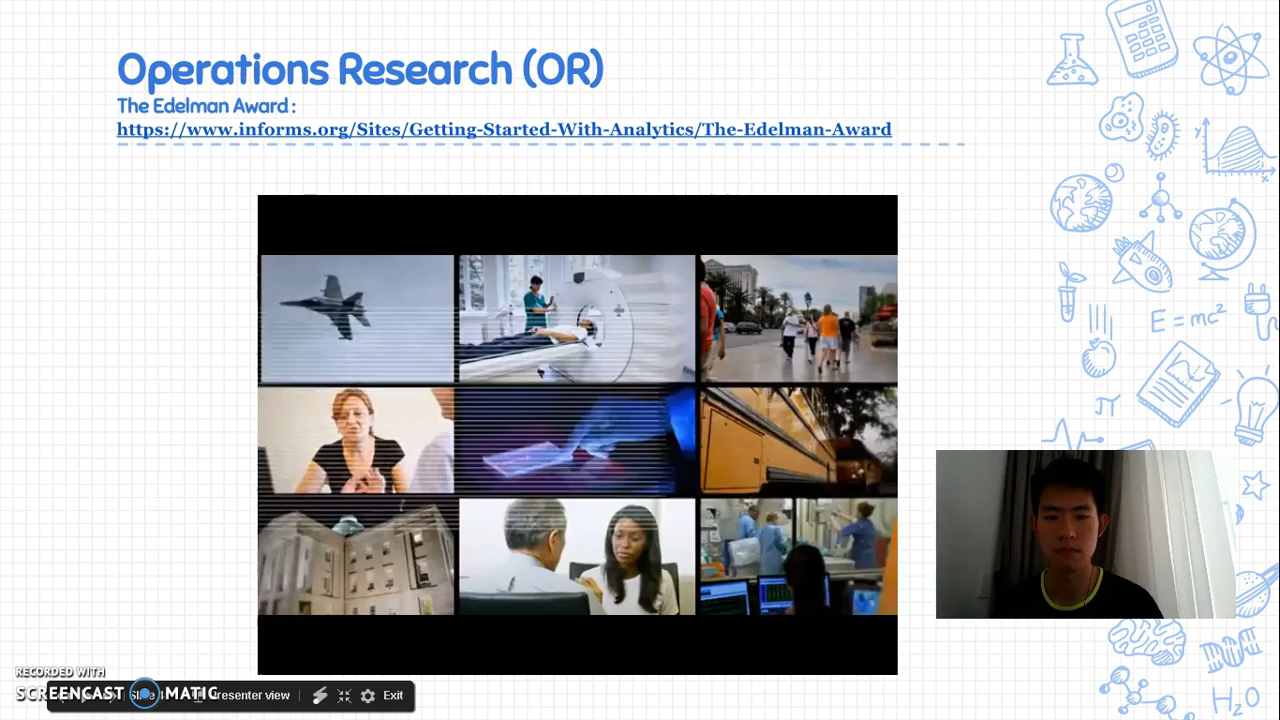 Operations Research (OR)
The Edelman Award :
https://www.informs.org/Sites/Getting-Started-With-Analytics/The-Edelman-Award
y
x
E=mc²
π
RECORDED WITH
SCREENCAST MATIC
Presenter view
Exit
H₂O